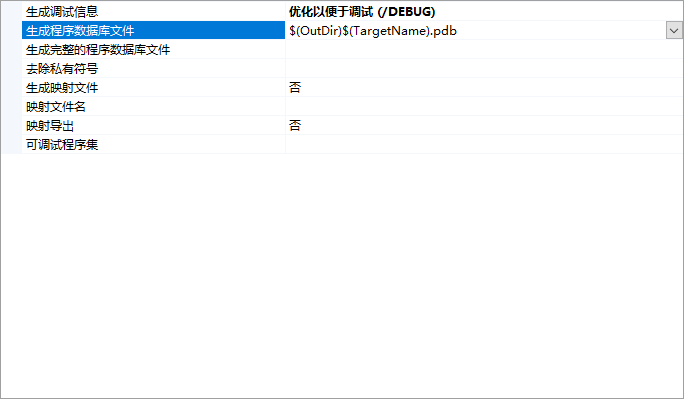 生成调试信息 优化以便于调试 (/DEBUG)
生成程序数据库文件 $(OutDir)$(TargetName).pdb
生成完整的程序数据库文件
去除私有符号
生成映射文件 否
映射文件名
映射导出 否
可调试程序集